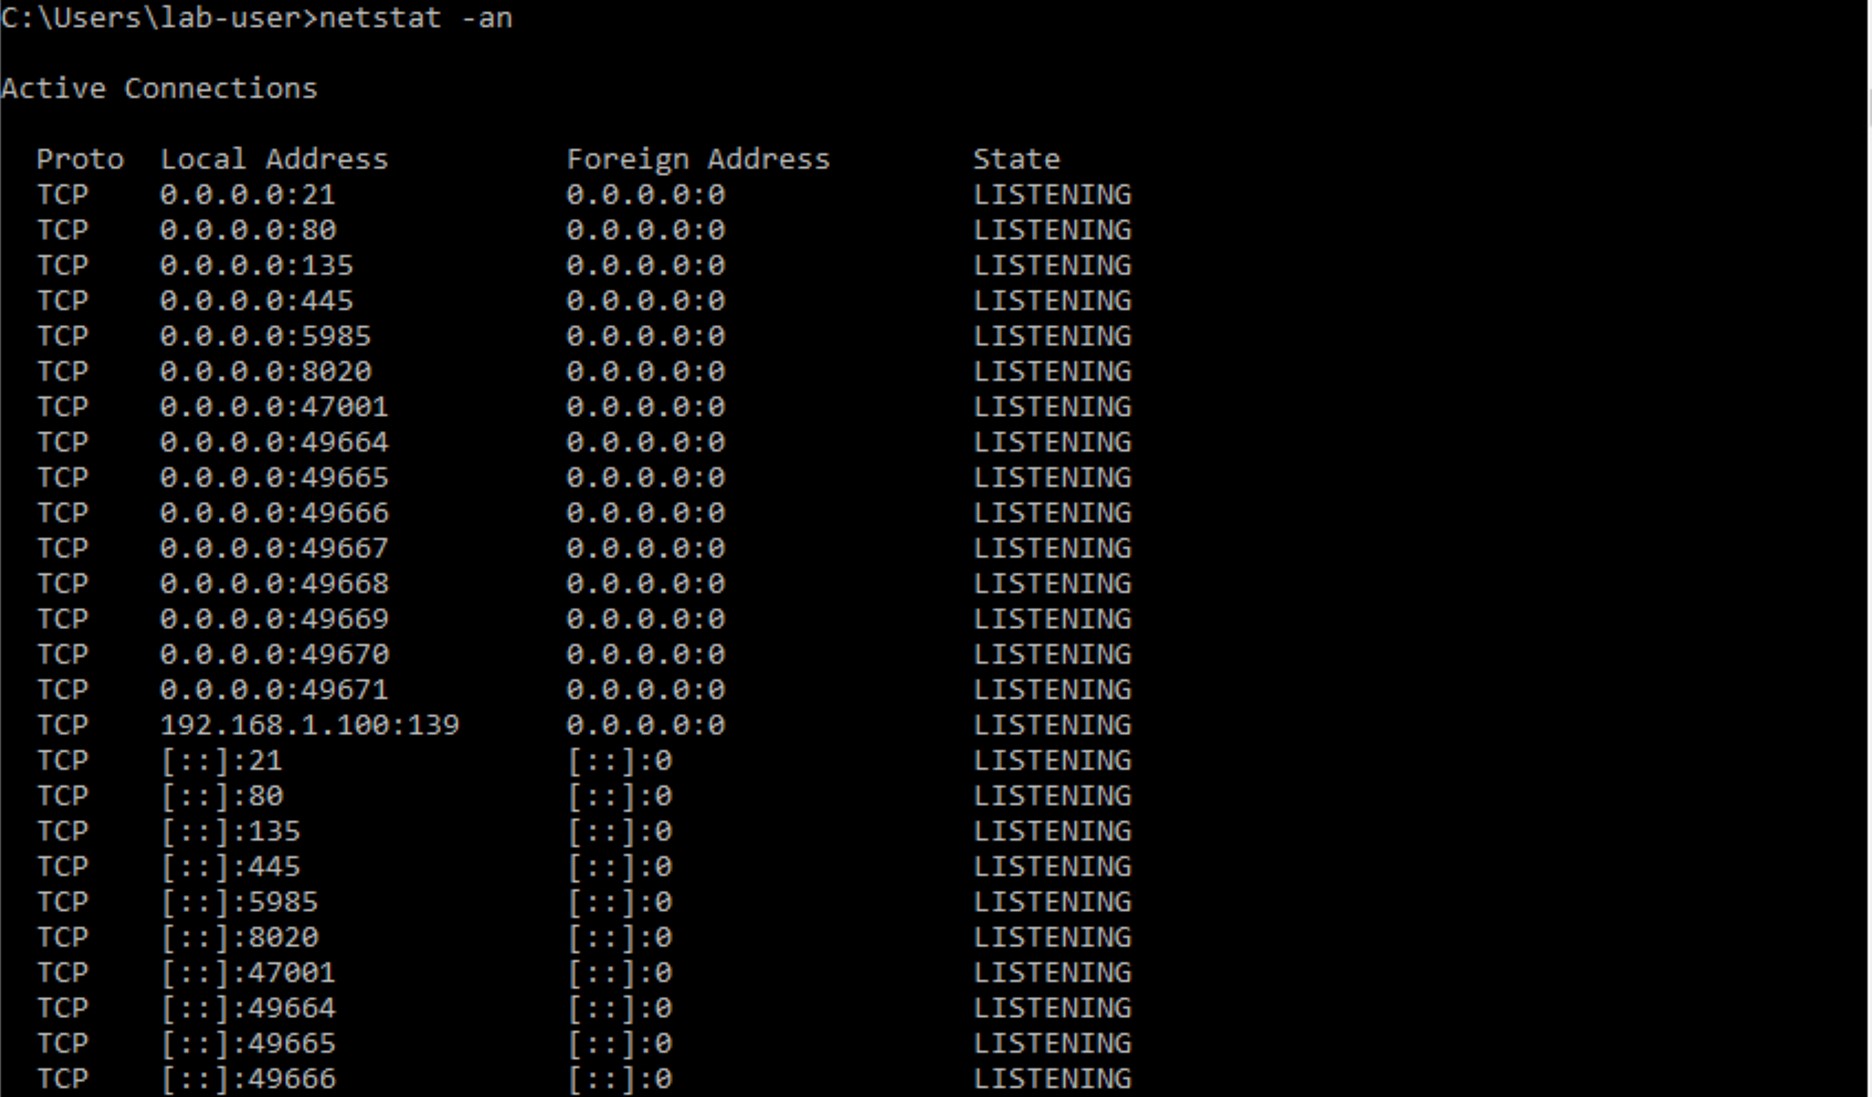 C:\Users\lab-user>netstat -an
Active Connections
Proto  Local Address          Foreign Address        State
TCP    0.0.0.0:21             0.0.0.0:0              LISTENING
TCP    0.0.0.0:80             0.0.0.0:0              LISTENING
TCP    0.0.0.0:135            0.0.0.0:0              LISTENING
TCP    0.0.0.0:445            0.0.0.0:0              LISTENING
TCP    0.0.0.0:5985           0.0.0.0:0              LISTENING
TCP    0.0.0.0:8020           0.0.0.0:0              LISTENING
TCP    0.0.0.0:47001          0.0.0.0:0              LISTENING
TCP    0.0.0.0:49664          0.0.0.0:0              LISTENING
TCP    0.0.0.0:49665          0.0.0.0:0              LISTENING
TCP    0.0.0.0:49666          0.0.0.0:0              LISTENING
TCP    0.0.0.0:49667          0.0.0.0:0              LISTENING
TCP    0.0.0.0:49668          0.0.0.0:0              LISTENING
TCP    0.0.0.0:49669          0.0.0.0:0              LISTENING
TCP    0.0.0.0:49670          0.0.0.0:0              LISTENING
TCP    0.0.0.0:49671          0.0.0.0:0              LISTENING
TCP    192.168.1.100:139      0.0.0.0:0              LISTENING
TCP    [::]:21                [::]:0                 LISTENING
TCP    [::]:80                [::]:0                 LISTENING
TCP    [::]:135               [::]:0                 LISTENING
TCP    [::]:445               [::]:0                 LISTENING
TCP    [::]:5985              [::]:0                 LISTENING
TCP    [::]:8020              [::]:0                 LISTENING
TCP    [::]:47001             [::]:0                 LISTENING
TCP    [::]:49664             [::]:0                 LISTENING
TCP    [::]:49665             [::]:0                 LISTENING
TCP    [::]:49666             [::]:0                 LISTENING